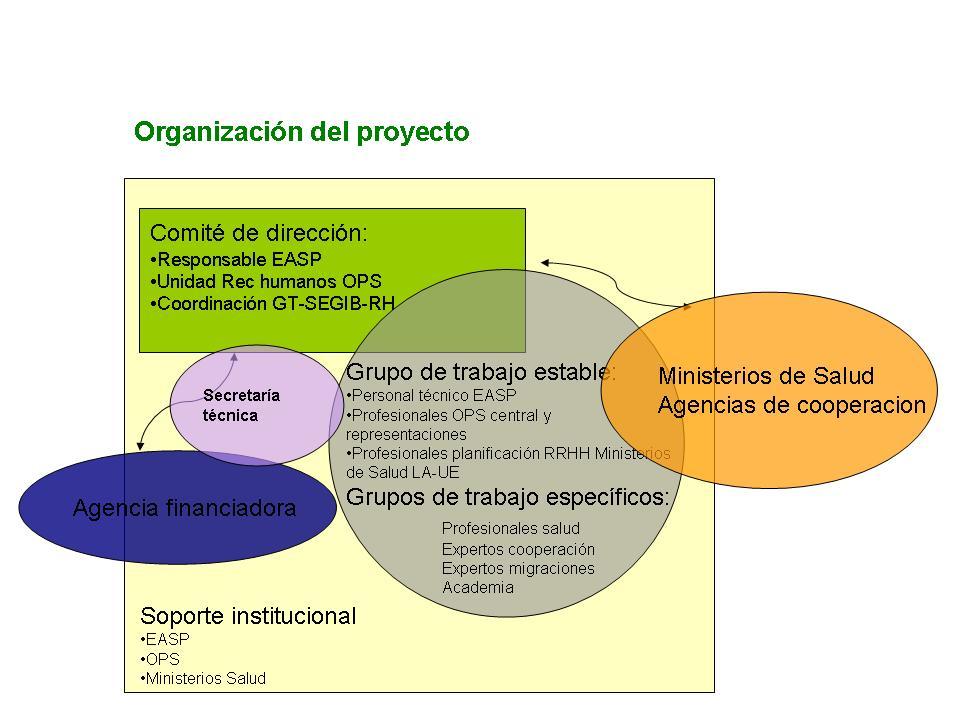 Organización del proyecto
Comité de dirección:
•Responsable EASP
•Unidad Rec humanos OPS
•Coordinación GT-SEGIB-RH
Secretaría
técnica
Grupo de trabajo estable:
•Personal técnico EASP
•Profesionales OPS central y
representaciones
•Profesionales planificación RRHH Ministerios
de Salud LA-UE
Grupos de trabajo específicos:
Profesionales salud
Expertos cooperación
Expertos migraciones
Academia
Ministerios de Salud
Agencias de cooperacion
Agencia financiadora
Soporte institucional
•EASP
•OPS
•Ministerios Salud